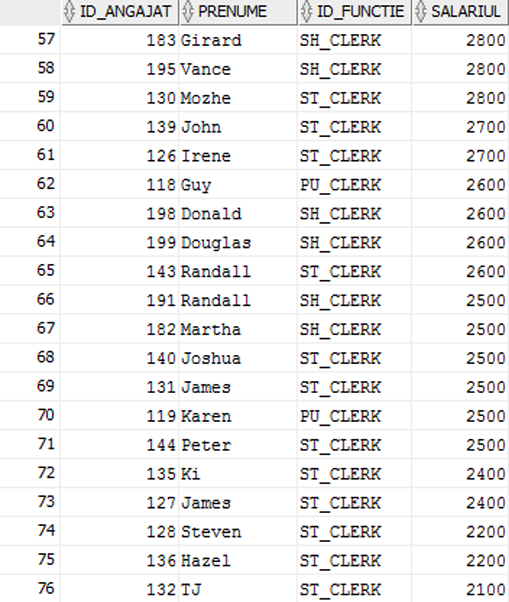 ID_ANGAJAT PRENUME ID_FUNCTIE SALARIUL
57 183 Girard SH_CLERK 2800
58 195 Vance SH_CLERK 2800
59 130 Mozhe ST_CLERK 2800
60 139 John ST_CLERK 2700
61 126 Irene ST_CLERK 2700
62 118 Guy PU_CLERK 2600
63 198 Donald SH_CLERK 2600
64 199 Douglas SH_CLERK 2600
65 143 Randall ST_CLERK 2600
66 191 Randall SH_CLERK 2500
67 182 Martha SH_CLERK 2500
68 140 Joshua ST_CLERK 2500
69 131 James ST_CLERK 2500
70 119 Karen PU_CLERK 2500
71 144 Peter ST_CLERK 2500
72 135 Ki ST_CLERK 2400
73 127 James ST_CLERK 2400
74 128 Steven ST_CLERK 2200
75 136 Hazel ST_CLERK 2200
76 132 TJ ST_CLERK 2100